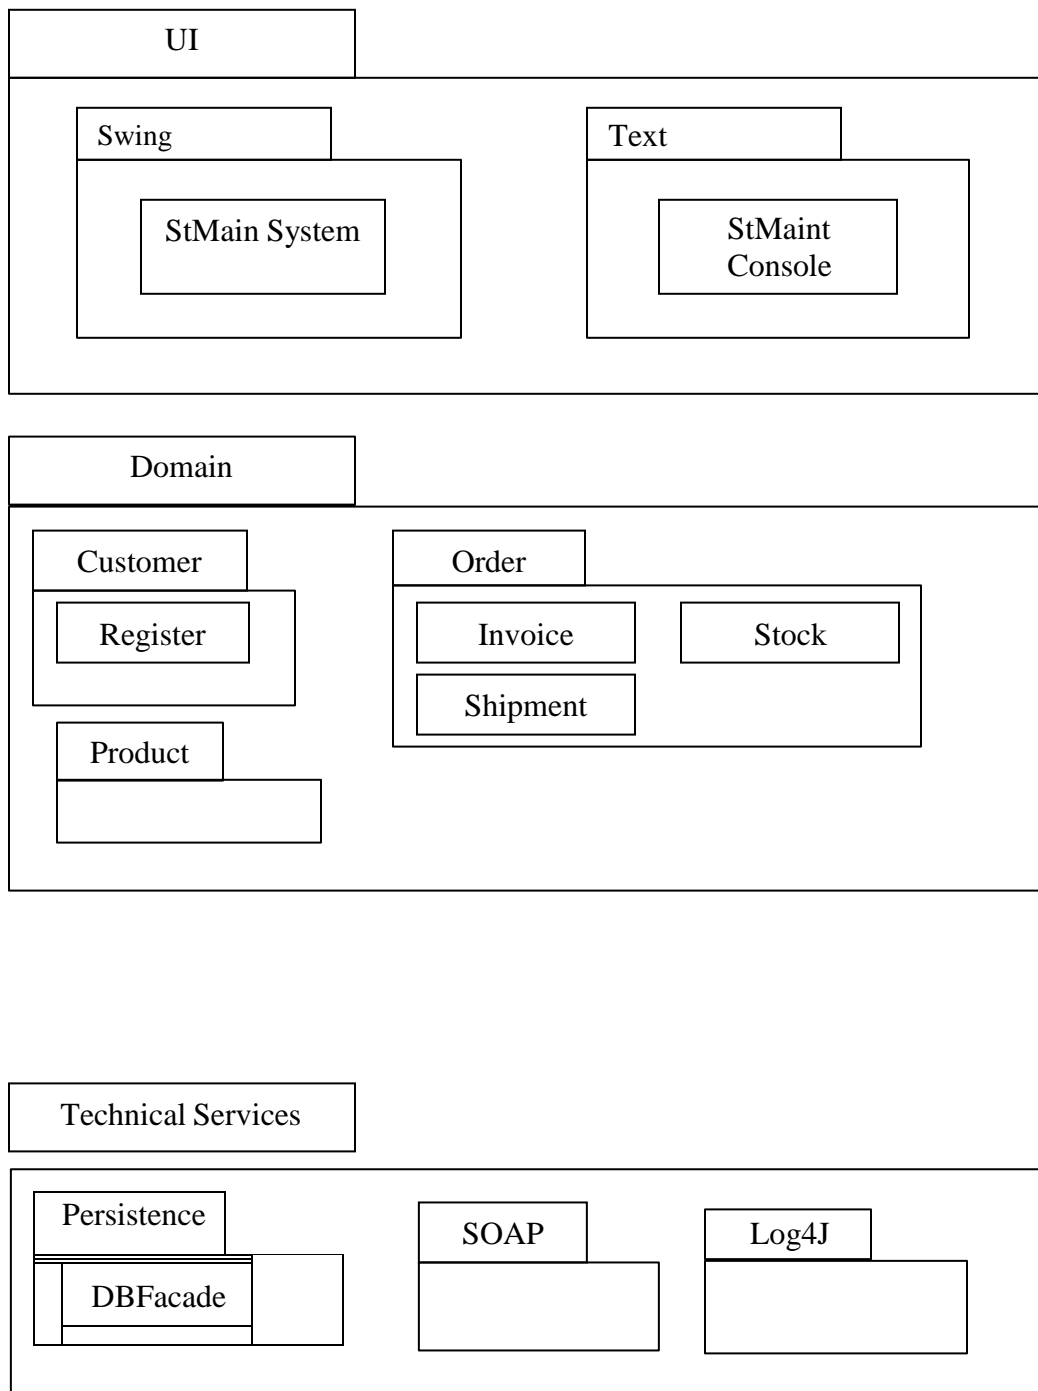 UI
Swing
Text
StMain System
StMaint
Console
Domain
Customer
Order
Register
Invoice
Stock
Shipment
Product
Technical Services
Persistence
SOAP
Log4J
DBFacade